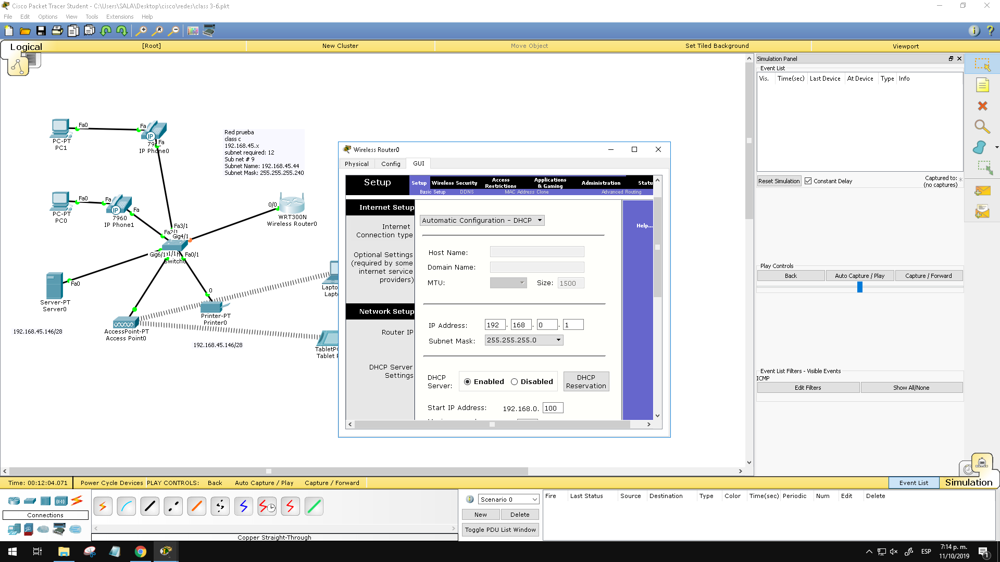 Cisco Packet Tracer Student - C:\Users\SALA\Desktop\cisco\redes\class 3-6.pkt
File Edit Options View Tools Extensions Help
Logical [Root] New Cluster Move Object Set Tiled Background Viewport
Simulation Panel
Event List
Vis. Time(sec) Last Device At Device Type Info
Fa0 Fa
PC-PT
PC1
IP
Fa
IP Phone0
Red prueba
class c
192.168.45.x
subnet required: 12
Sub net # 9
Subnet Name: 192.168.45.44
Subnet Mask: 255.255.255.240
Fa0 Fa
PC-PT
PC0
IP
Fa
7960
IP Phone1
0/0
WRT300N
Wireless Router0
Fa3/1
Fa2/1
Gig4/1
Gig6/1
Fa0/1
Switch0
Fa0
Server-PT
Server0
192.168.45.146/28
AccessPoint-PT
Access Point0
0
Printer-PT
Printer0
192.168.45.146/28
Wireless Router0
Physical Config GUI
Setup
Setup Wireless Security Access Restrictions Applications & Gaming Administration Statu
Basic Setup DDNS MAC Address Clone Advanced Routing
Internet Setup
Internet
Connection type
Automatic Configuration - DHCP
Help...
Optional Settings
(required by some
internet service
providers)
Host Name:
Domain Name:
MTU: Size: 1500
Network Setup
Router IP
IP Address: 192 . 168 . 0 . 1
Subnet Mask: 255.255.255.0
DHCP Server
Settings
DHCP
Server: Enabled Disabled
DHCP
Reservation
Start IP Address: 192.168.0. 100
Reset Simulation Constant Delay
Captured to:
(no captures)
Play Controls
Back Auto Capture / Play Capture / Forward
Event List Filters - Visible Events
ICMP
Edit Filters Show All/None
Time: 00:12:04.071 Power Cycle Devices PLAY CONTROLS: Back Auto Capture / Play Capture / Forward Event List Simulation
Connections
Copper Straight-Through
Scenario 0
New Delete
Toggle PDU List Window
Fire Last Status Source Destination Type Color Time(sec) Periodic Num Edit Delete
ESP
7:14 p. m.
11/10/2019
1